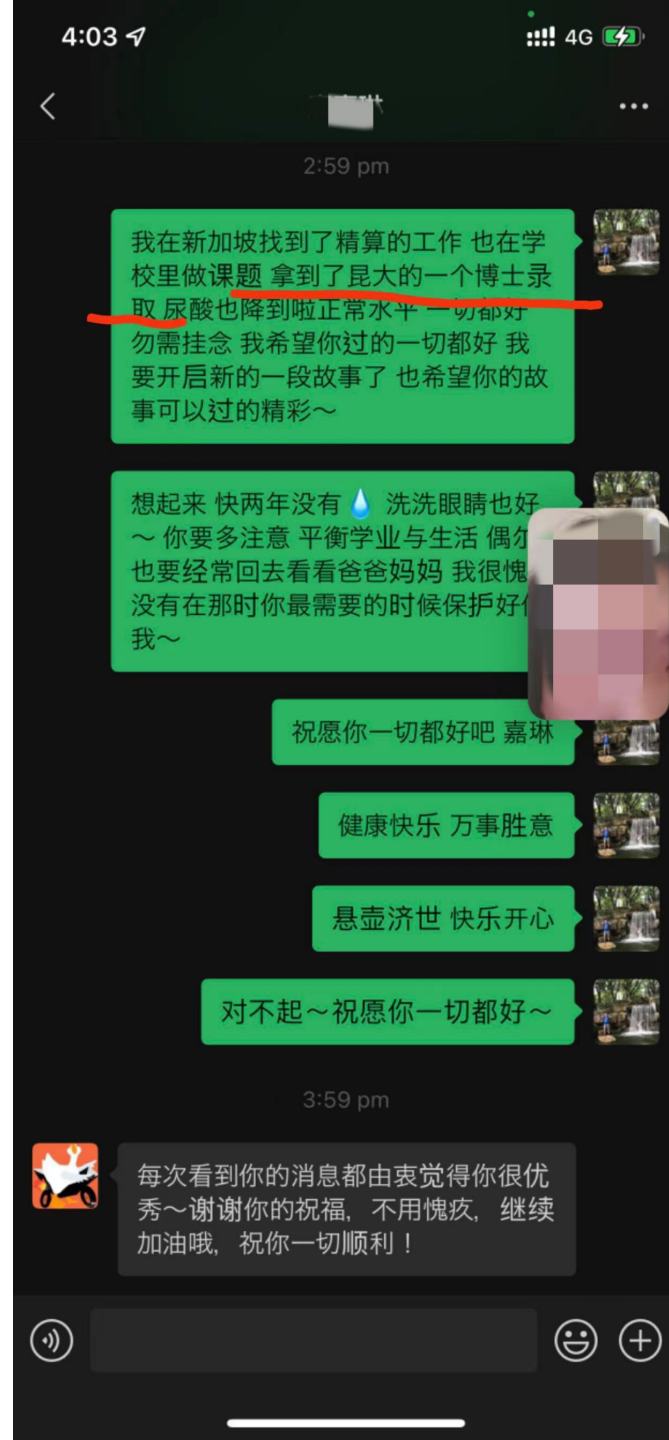 4:03
4G
琳
2:59 pm
我在新加坡找到了精算的工作 也在学
校里做课题 拿到了昆大的一个博士录
取 尿酸也降到啦正常水平 一切都好
勿需挂念 我希望你过的一切都好 我
要开启新的一段故事了 也希望你的故
事可以过的精彩～
想起来 快两年没有💧 洗洗眼睛也好
～ 你要多注意 平衡学业与生活 偶尔
也要经常回去看看爸爸妈妈 我很愧
没有在那时你最需要的时候保护好
我～
祝愿你一切都好吧 嘉琳
健康快乐 万事胜意
悬壶济世 快乐开心
对不起～祝愿你一切都好～
3:59 pm
每次看到你的消息都由衷觉得你很优
秀～谢谢你的祝福，不用愧疚，继续
加油哦，祝你一切顺利！